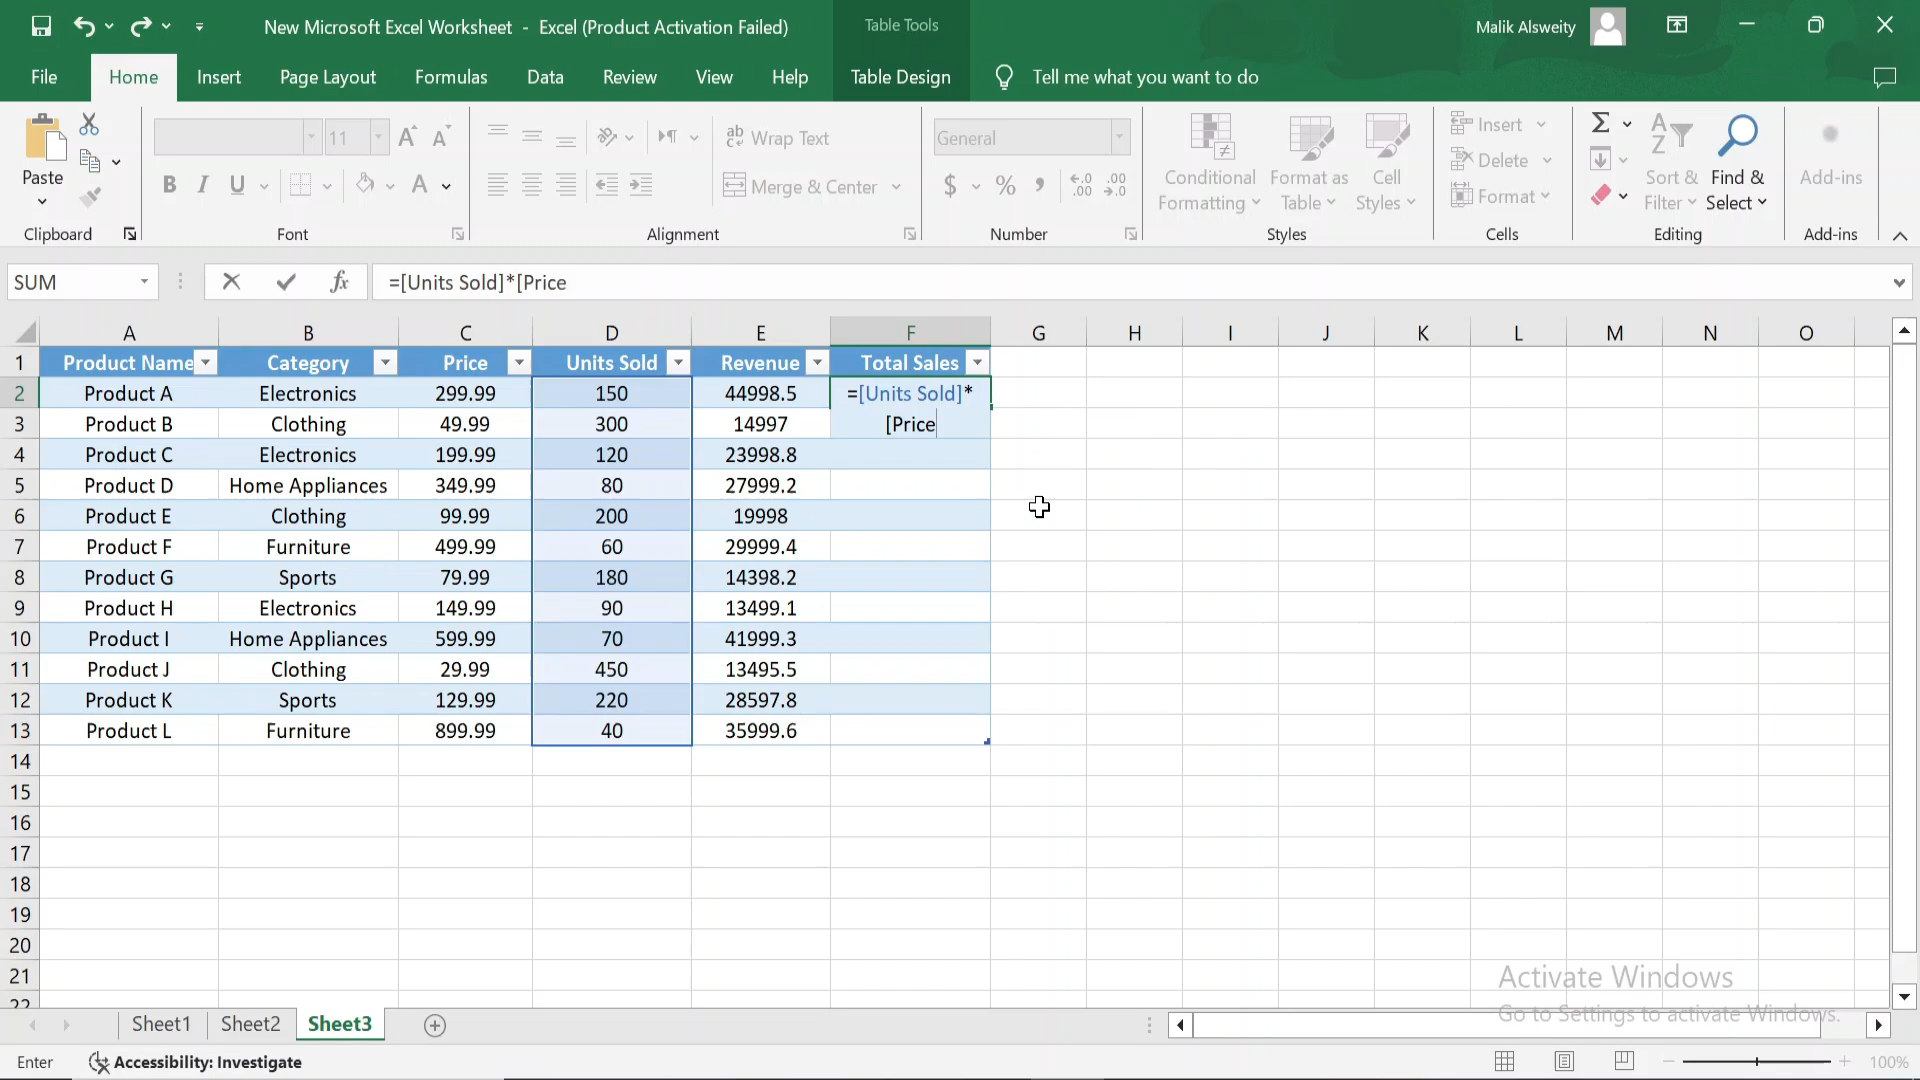 New Microsoft Excel Worksheet - Excel (Product Activation Failed)
Table Tools
Malik Alsweity
File Home Insert Page Layout Formulas Data Review View Help Table Design Tell me what you want to do
Paste
Clipboard
11
B I U
A
Font
ab Wrap Text
Merge & Center
Alignment
General
$ % 9
Number
Conditional Formatting
Format as Table
Cell Styles
Styles
Insert
Delete
Format
Cells
Sort & Filter
Find & Select
Editing
Add-ins
Add-ins
SUM
fx
=[Units Sold]*[Price
A B C D E F G H I J K L M N O
1 Product Name Category Price Units Sold Revenue Total Sales
2 Product A Electronics 299.99 150 44998.5 =[Units Sold]*
3 Product B Clothing 49.99 300 14997 [Price
4 Product C Electronics 199.99 120 23998.8
5 Product D Home Appliances 349.99 80 27999.2
6 Product E Clothing 99.99 200 19998
7 Product F Furniture 499.99 60 29999.4
8 Product G Sports 79.99 180 14398.2
9 Product H Electronics 149.99 90 13499.1
10 Product I Home Appliances 599.99 70 41999.3
11 Product J Clothing 29.99 450 13495.5
12 Product K Sports 129.99 220 28597.8
13 Product L Furniture 899.99 40 35999.6
14
15
16
17
18
19
20
21
22
Activate Windows
Go to Settings to activate Windows.
Sheet1 Sheet2 Sheet3
Enter
Accessibility: Investigate
100%